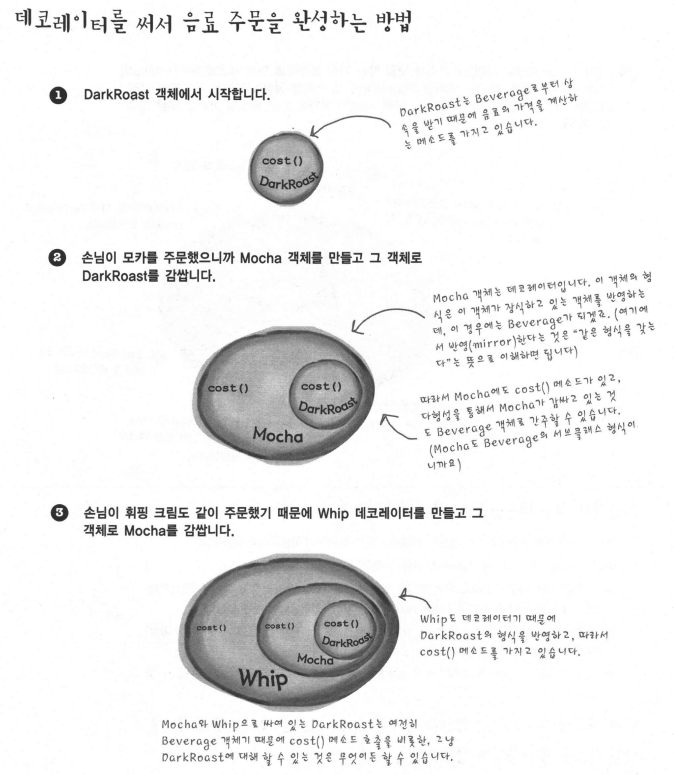 데코레이터를 써서 음료 주문을 완성하는 방법
1 DarkRoast 객체에서 시작합니다.
DarkRoast는 Beverage로부터 상
속을 받기 때문에 음료의 가격을 계산하
는 메소드를 가지고 있습니다.
cost()
DarkRoast
2 손님이 모카를 주문했으니까 Mocha 객체를 만들고 그 객체로
DarkRoast를 감쌉니다.
Mocha 객체는 데코레이터입니다. 이 객체의 형
식은 이 객체가 장식하고 있는 객체를 반영하는
데, 이 경우에는 Beverage가 되겠죠. (여기에
서 반영(mirror)한다는 것은 "같은 형식을 갖는
다"는 뜻으로 이해하면 됩니다)
cost()
cost()
DarkRoast
Mocha
따라서 Mocha에도 cost() 메소드가 있고,
다형성을 통해서 Mocha가 감싸고 있는 것
도 Beverage 객체로 간주할 수 있습니다.
(Mocha도 Beverage의 서브클래스 형식이
니까요)
3 손님이 휘핑 크림도 같이 주문했기 때문에 Whip 데코레이터를 만들고 그
객체로 Mocha를 감쌉니다.
cost()
cost()
cost()
DarkRoast
Mocha
Whip
Whip도 데코레이터기 때문에
DarkRoast의 형식을 반영하고, 따라서
cost() 메소드를 가지고 있습니다.
Mocha와 Whip으로 싸여 있는 DarkRoast는 여전히
Beverage 객체기 때문에 cost() 메소드 호출을 비롯한, 그냥
DarkRoast에 대해 할 수 있는 것은 무엇이든 할 수 있습니다.